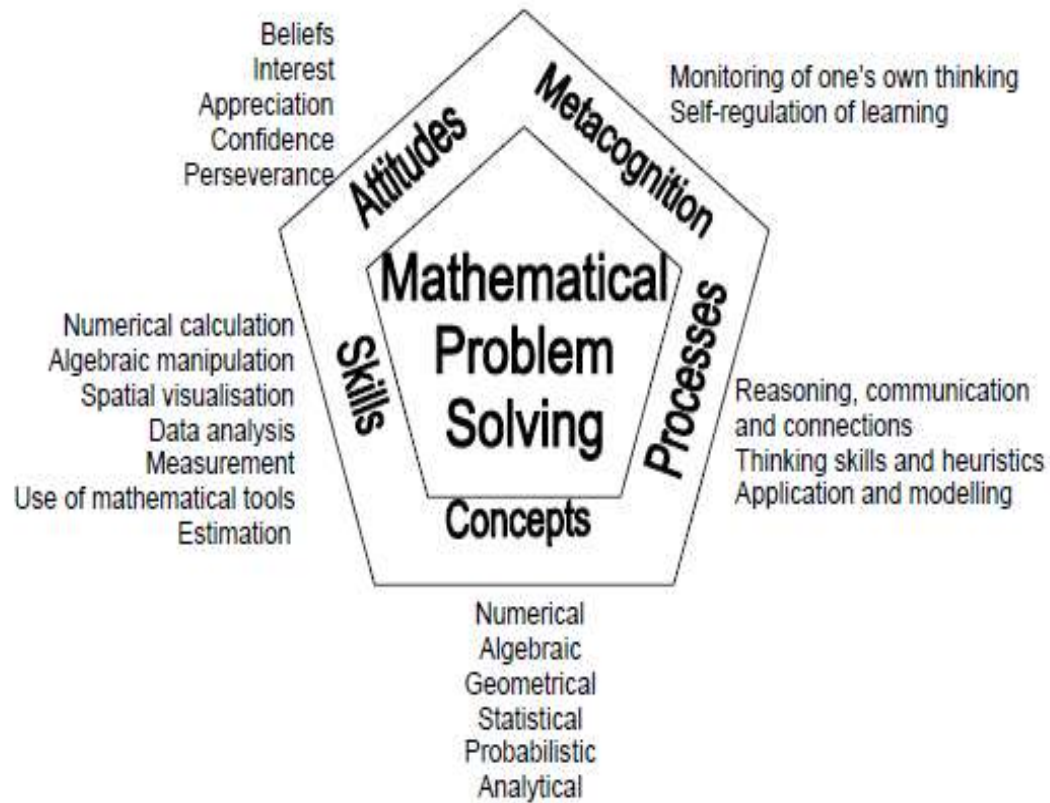 Beliefs
Interest
Appreciation
Confidence
Perseverance
Attitudes
Metacognition
Monitoring of one's own thinking
Self-regulation of learning
Mathematical
Problem
Solving
Numerical calculation
Algebraic manipulation
Spatial visualisation
Data analysis
Measurement
Use of mathematical tools
Estimation
Skills
Processes
Reasoning, communication
and connections
Thinking skills and heuristics
Application and modelling
Concepts
Numerical
Algebraic
Geometrical
Statistical
Probabilistic
Analytical